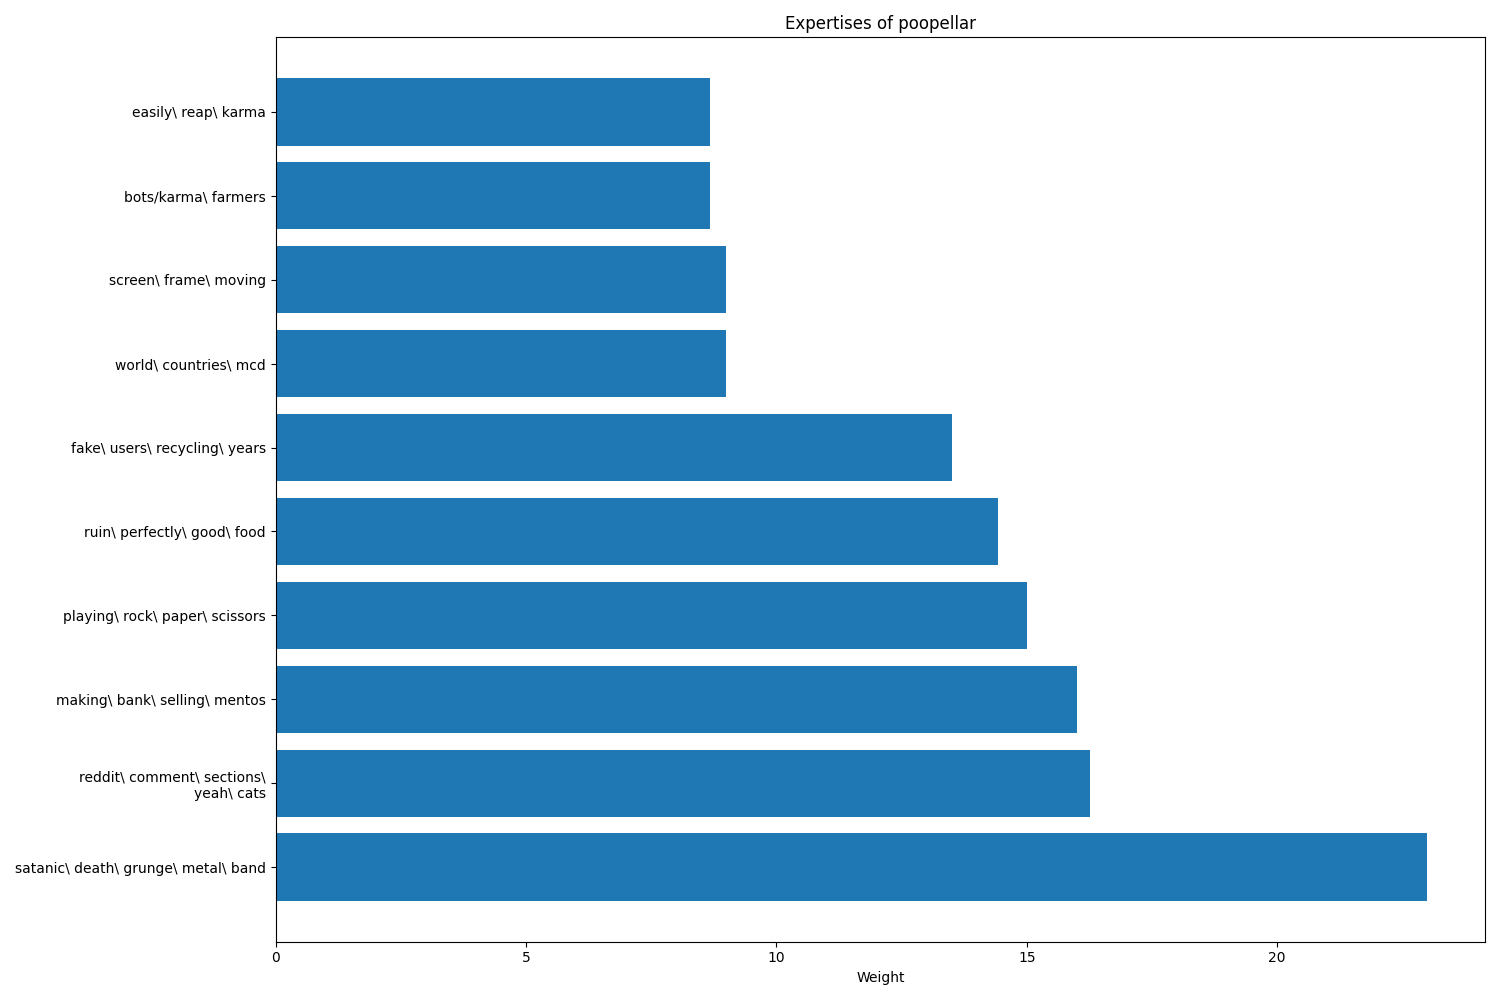 Expertises of poopellar
easily\ reap\ karma
bots/karma\ farmers
screen\ frame\ moving
world\ countries\ mcd
fake\ users\ recycling\ years
ruin\ perfectly\ good\ food
playing\ rock\ paper\ scissors
making\ bank\ selling\ mentos
reddit\ comment\ sections\
yeah\ cats
satanic\ death\ grunge\ metal\ band
0 5 10 15 20
Weight